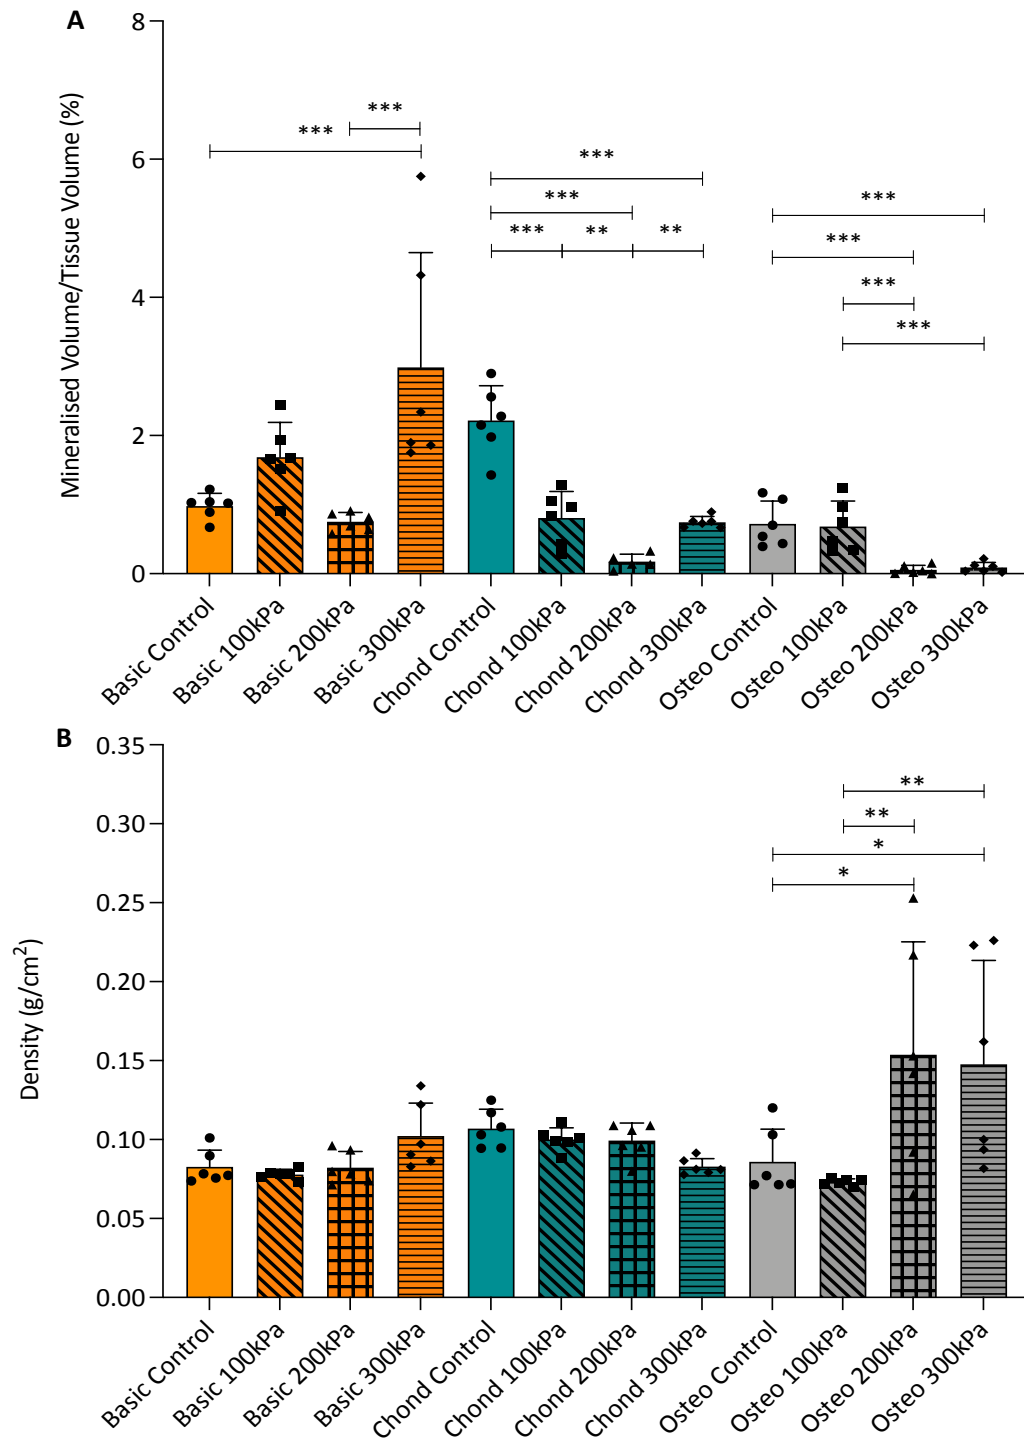 A
Mineralised Volume/Tissue Volume (%)
8
6
4
2
0
***
***
***
***
***
**
**
***
***
***
***
Basic Control
Basic 100kPa
Basic 200kPa
Basic 300kPa
Chond Control
Chond 100kPa
Chond 200kPa
Chond 300kPa
Osteo Control
Osteo 100kPa
Osteo 200kPa
Osteo 300kPa
B
Density (g/cm²)
0.35
0.30
0.25
0.20
0.15
0.10
0.05
0.00
**
**
*
*
Basic Control
Basic 100kPa
Basic 200kPa
Basic 300kPa
Chond Control
Chond 100kPa
Chond 200kPa
Chond 300kPa
Osteo Control
Osteo 100kPa
Osteo 200kPa
Osteo 300kPa